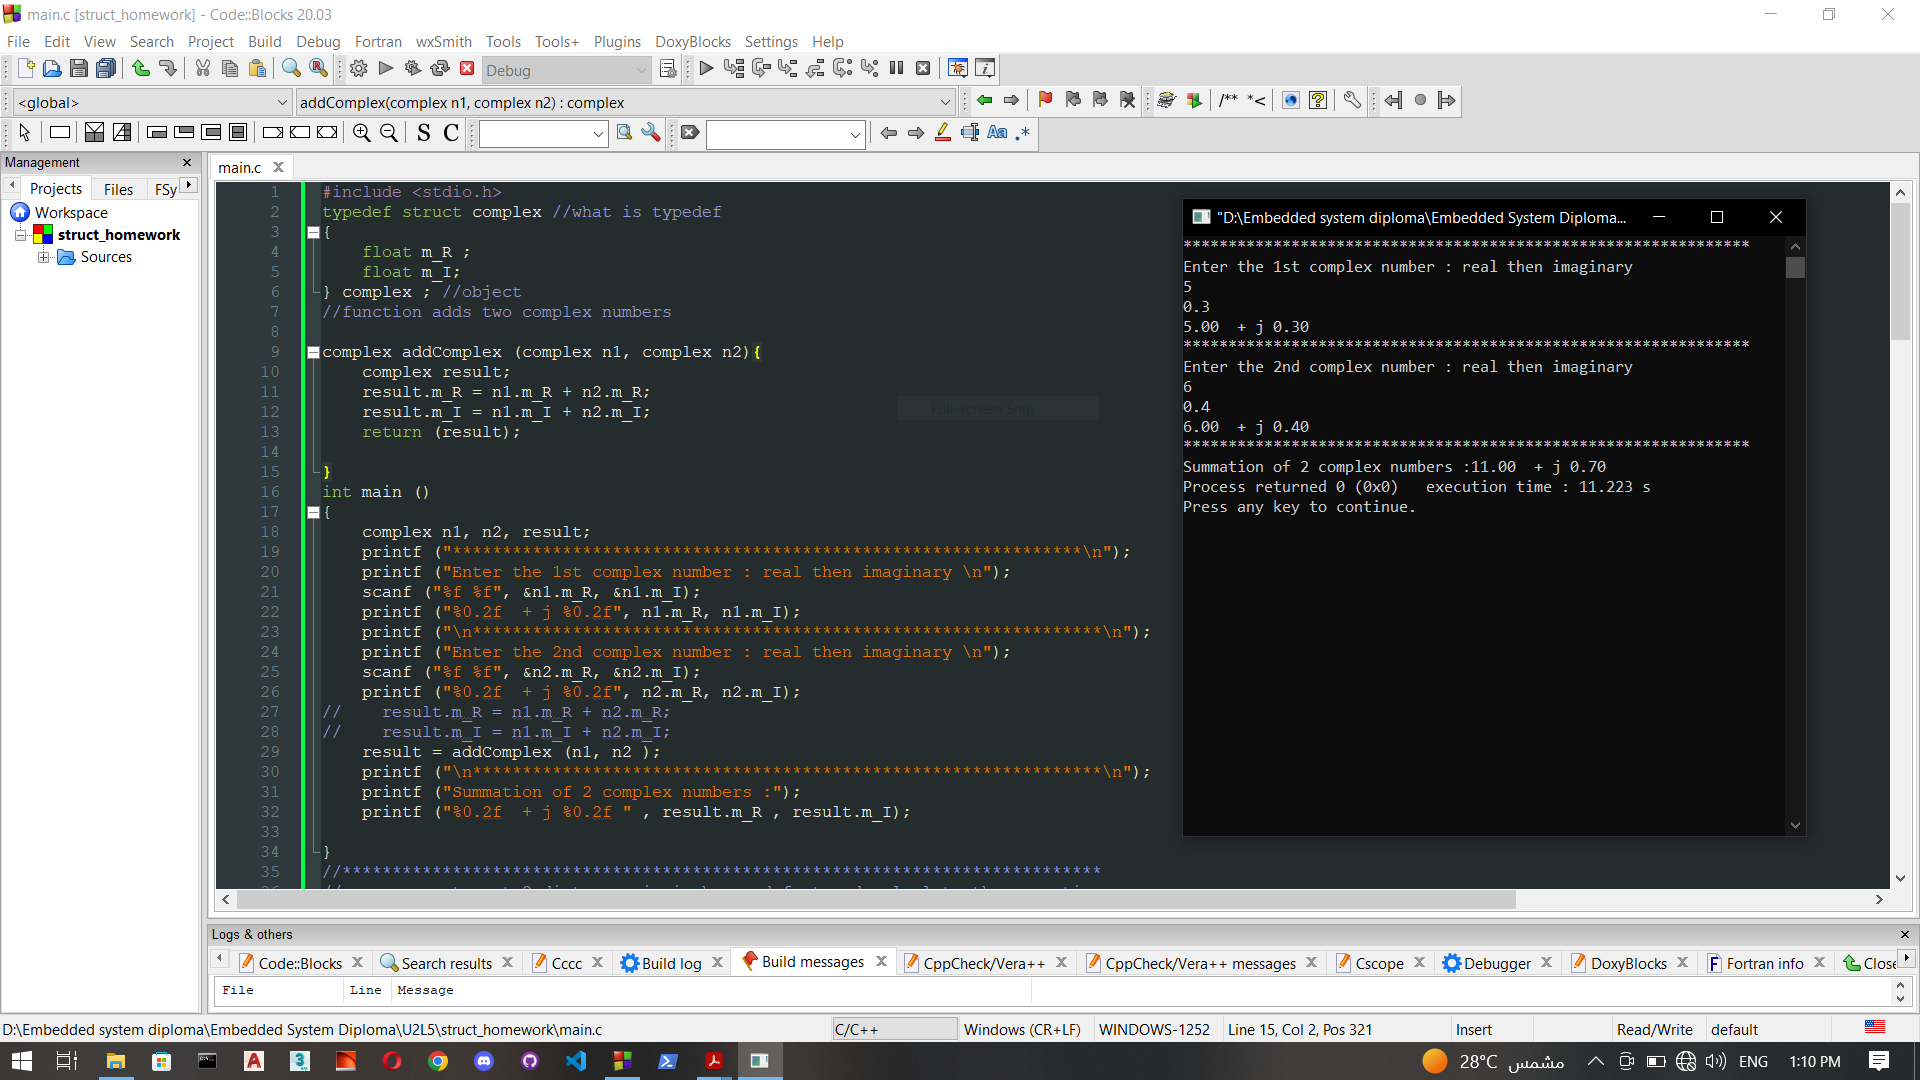 main.c [struct_homework] - Code::Blocks 20.03
File Edit View Search Project Build Debug Fortran wxSmith Tools Tools+ Plugins DoxyBlocks Settings Help
Debug
<global> addComplex(complex n1, complex n2) : complex
/** *<
S C Aa .*
Management
Projects Files FSy
Workspace
struct_homework
Sources
main.c
1 #include <stdio.h>
2 typedef struct complex //what is typedef
3 {
4 float m_R ;
5 float m_I;
6 } complex ; //object
7 //function adds two complex numbers
8
9 complex addComplex (complex n1, complex n2){
10 complex result;
11 result.m_R = n1.m_R + n2.m_R;
12 result.m_I = n1.m_I + n2.m_I;
13 return (result);
14
15 }
16 int main ()
17 {
18 complex n1, n2, result;
19 printf ("***************************************************************\n");
20 printf ("Enter the 1st complex number : real then imaginary \n");
21 scanf ("%f %f", &n1.m_R, &n1.m_I);
22 printf ("%0.2f  + j %0.2f", n1.m_R, n1.m_I);
23 printf ("\n***************************************************************\n");
24 printf ("Enter the 2nd complex number : real then imaginary \n");
25 scanf ("%f %f", &n2.m_R, &n2.m_I);
26 printf ("%0.2f  + j %0.2f", n2.m_R, n2.m_I);
27 // result.m_R = n1.m_R + n2.m_R;
28 // result.m_I = n1.m_I + n2.m_I;
29 result = addComplex (n1, n2 );
30 printf ("\n***************************************************************\n");
31 printf ("Summation of 2 complex numbers :");
32 printf ("%0.2f  + j %0.2f " , result.m_R , result.m_I);
33
34 }
35 //****************************************************************************
Full-screen Snip
"D:\Embedded system diploma\Embedded System Diploma...
***************************************************************
Enter the 1st complex number : real then imaginary
5
0.3
5.00  + j 0.30
***************************************************************
Enter the 2nd complex number : real then imaginary
6
0.4
6.00  + j 0.40
***************************************************************
Summation of 2 complex numbers :11.00  + j 0.70
Process returned 0 (0x0)   execution time : 11.223 s
Press any key to continue.
Logs & others
Code::Blocks Search results Cccc Build log Build messages CppCheck/Vera++ CppCheck/Vera++ messages Cscope Debugger DoxyBlocks Fortran info Close
File Line Message
D:\Embedded system diploma\Embedded System Diploma\U2L5\struct_homework\main.c C/C++ Windows (CR+LF) WINDOWS-1252 Line 15, Col 2, Pos 321 Insert Read/Write default
28°C مشمس ENG 1:10 PM